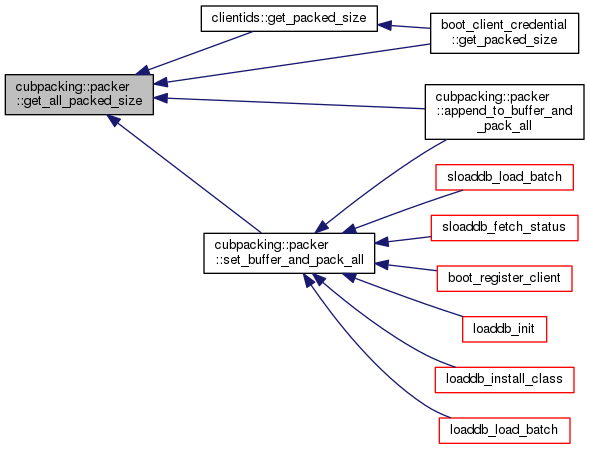 clientids::get_packed_size
boot_client_credential
::get_packed_size
cubpacking::packer
::get_all_packed_size
cubpacking::packer
::append_to_buffer_and
_pack_all
sloaddb_load_batch
sloaddb_fetch_status
cubpacking::packer
::set_buffer_and_pack_all
boot_register_client
loaddb_init
loaddb_install_class
loaddb_load_batch